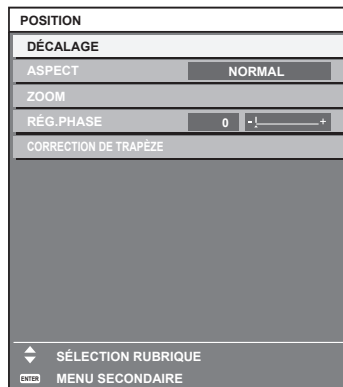 POSITION
DÉCALAGE
ASPECT NORMAL
ZOOM
RÉG.PHASE 0 - +
CORRECTION DE TRAPÈZE
SÉLECTION RUBRIQUE
ENTER MENU SECONDAIRE